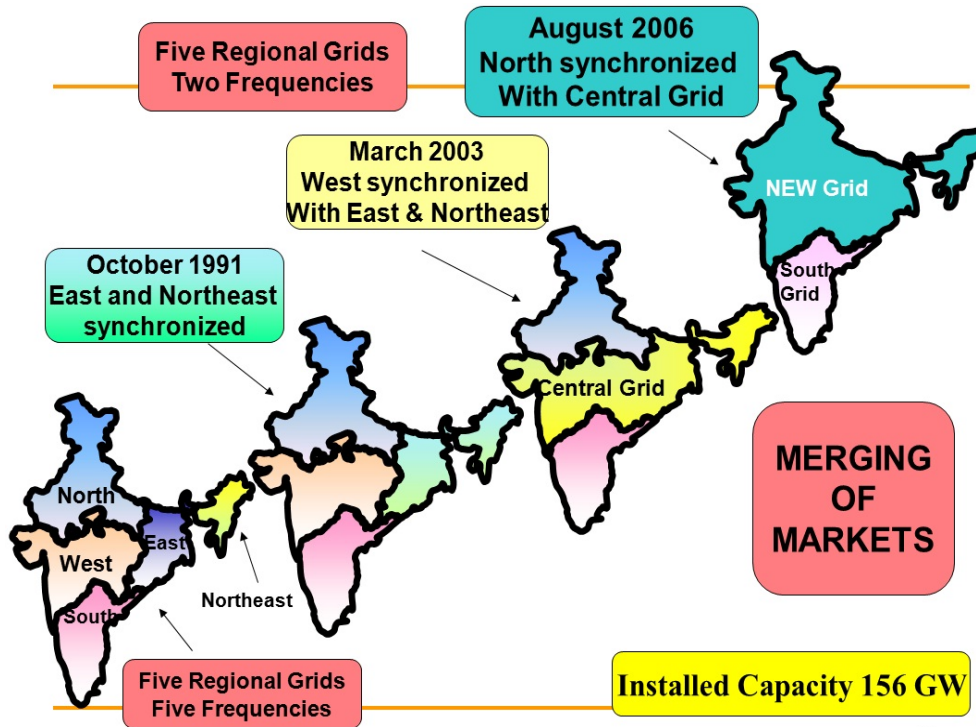 Five Regional Grids
Two Frequencies
August 2006
North synchronized
With Central Grid
March 2003
West synchronized
With East & Northeast
October 1991
East and Northeast
synchronized
NEW Grid
South
Grid
Central Grid
North
East
West
South
Northeast
MERGING
OF
MARKETS
Five Regional Grids
Five Frequencies
Installed Capacity 156 GW